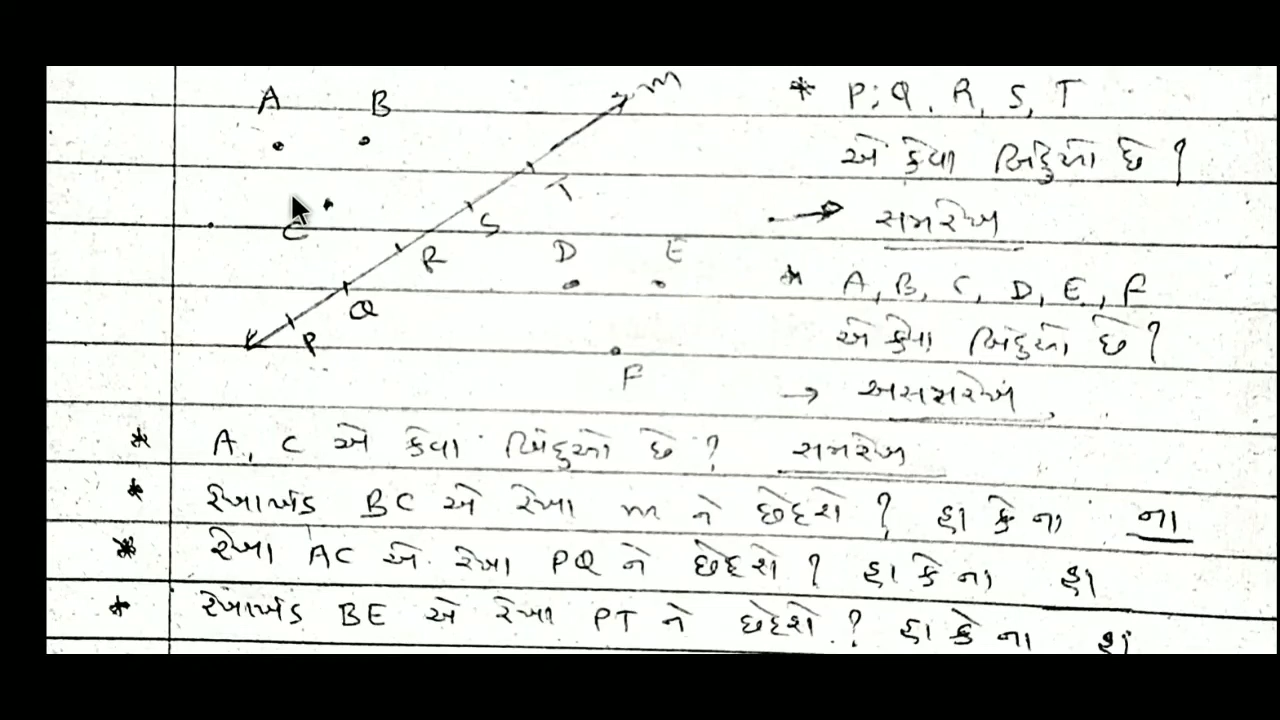 A B m
C
T
S
R
Q
P
D E
F
* P, Q, R, S, T
એ કેવા બિંદુઓ છે ?
→ સમરેખ
* A, B, C, D, E, F
એ કેવા બિંદુઓ છે ?
→ અસમરેખ
* A, C એ કેવા બિંદુઓ છે ? સમરેખ
* રેખાખંડ BC એ રેખા m ને છેદશે ? હા કે ના ના
* રેખા AC એ રેખા PQ ને છેદશે ? હા કે ના હા
* રેખાખંડ BE એ રેખા PT ને છેદશે ? હા કે ના હા